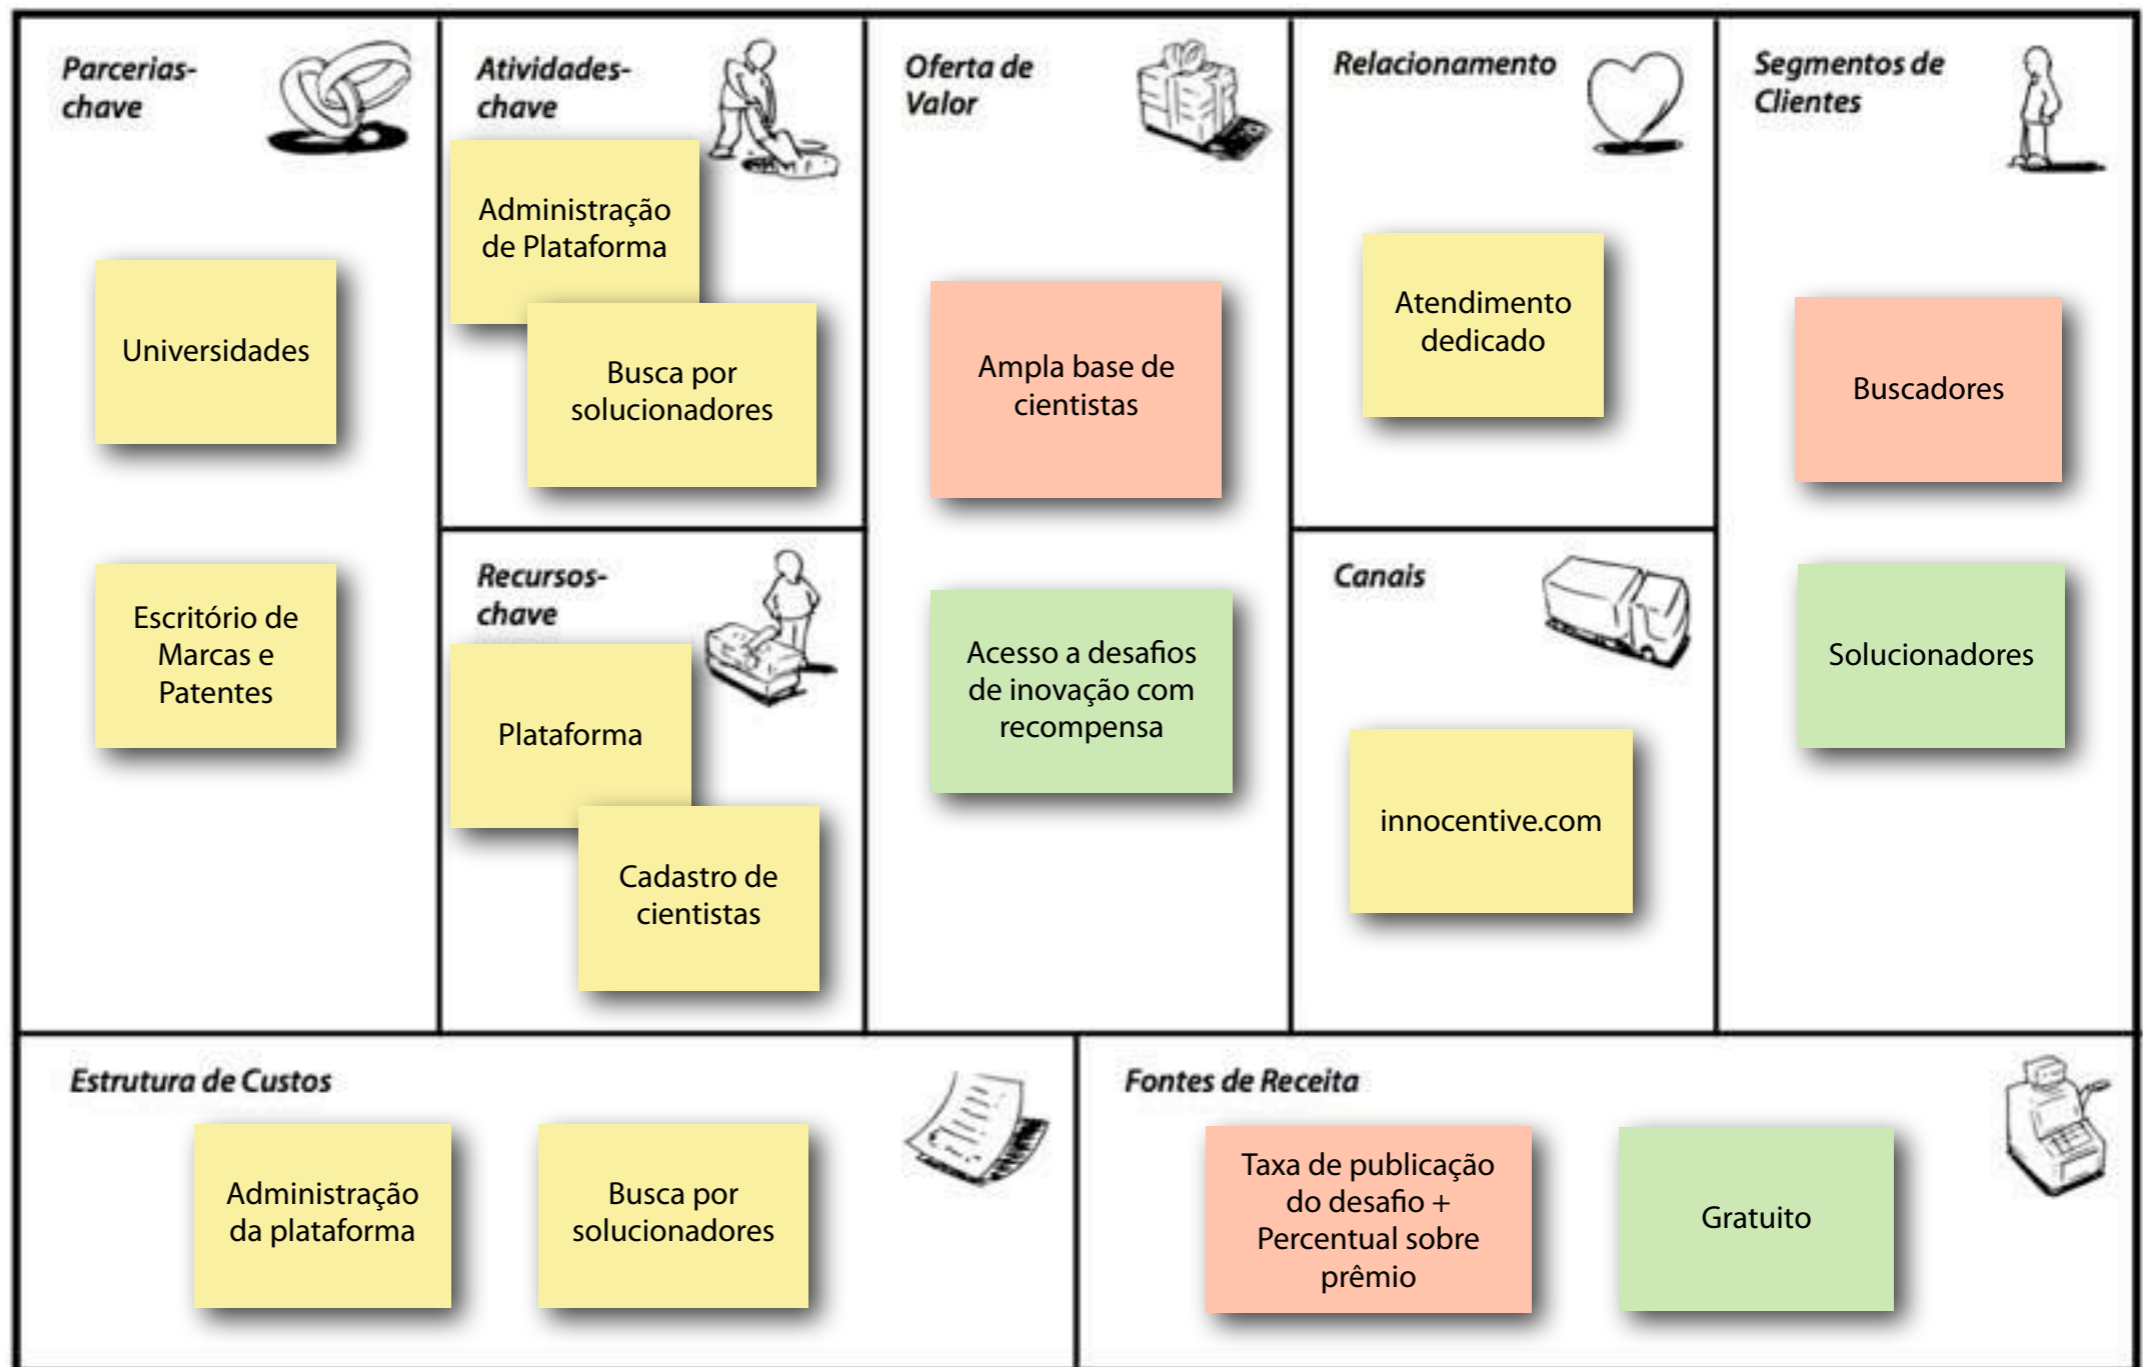 Parcerias-
chave
Universidades
Escritório de
Marcas e
Patentes
Atividades-
chave
Administração
de Plataforma
Busca por
solucionadores
Recursos-
chave
Plataforma
Cadastro de
cientistas
Oferta de
Valor
Ampla base de
cientistas
Acesso a desafios
de inovação com
recompensa
Relacionamento
Atendimento
dedicado
Canais
innocentive.com
Segmentos de
Clientes
Buscadores
Solucionadores
Estrutura de Custos
Administração
da plataforma
Busca por
solucionadores
Fontes de Receita
Taxa de publicação
do desafio +
Percentual sobre
prêmio
Gratuito